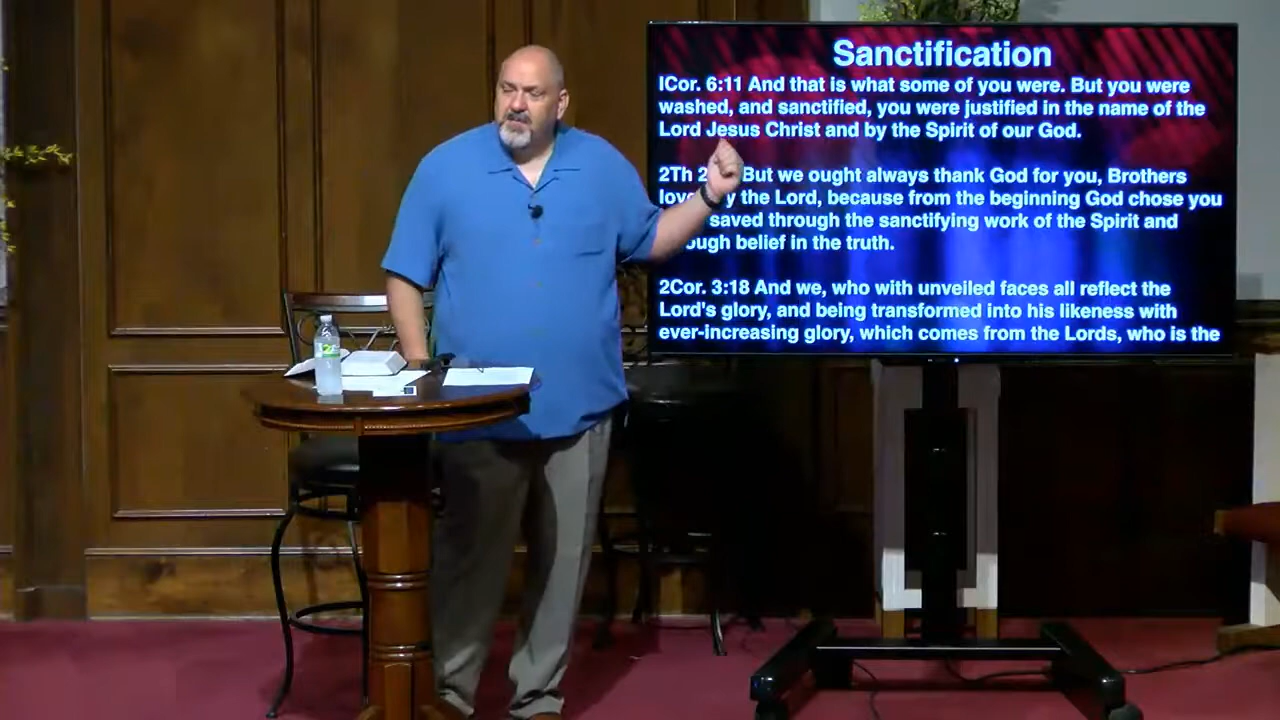 Sanctification
ICor. 6:11 And that is what some of you were. But you were
washed, and sanctified, you were justified in the name of the
Lord Jesus Christ and by the Spirit of our God.
2Th 2 But we ought always thank God for you, Brothers
by the Lord, because from the beginning God chose you
saved through the sanctifying work of the Spirit and
belief in the truth.
2Cor. 3:18 And we, who with unveiled faces all reflect the
Lord's glory, and being transformed into his likeness with
ever-increasing glory, which comes from the Lords, who is the